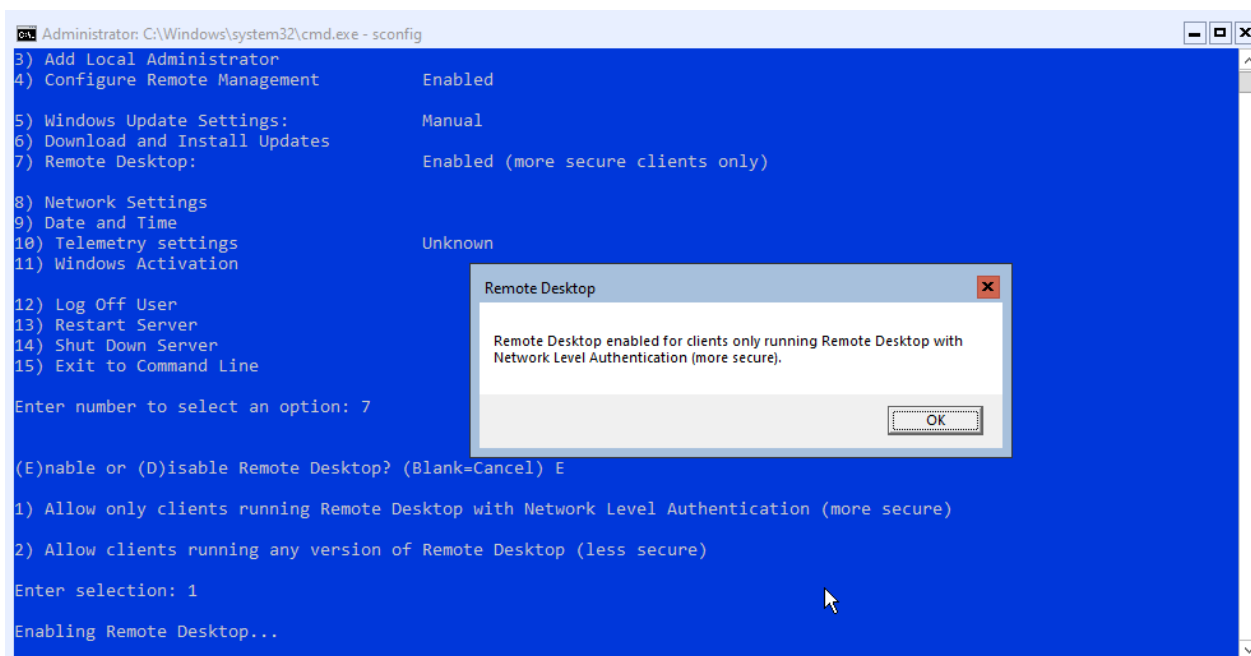 Administrator: C:\Windows\system32\cmd.exe - sconfig
3) Add Local Administrator
4) Configure Remote Management Enabled
5) Windows Update Settings: Manual
6) Download and Install Updates
7) Remote Desktop: Enabled (more secure clients only)
8) Network Settings
9) Date and Time
10) Telemetry settings Unknown
11) Windows Activation
12) Log Off User
13) Restart Server
14) Shut Down Server
15) Exit to Command Line
Enter number to select an option: 7
Remote Desktop
Remote Desktop enabled for clients only running Remote Desktop with
Network Level Authentication (more secure).
OK
(E)nable or (D)isable Remote Desktop? (Blank=Cancel) E
1) Allow only clients running Remote Desktop with Network Level Authentication (more secure)
2) Allow clients running any version of Remote Desktop (less secure)
Enter selection: 1
Enabling Remote Desktop...